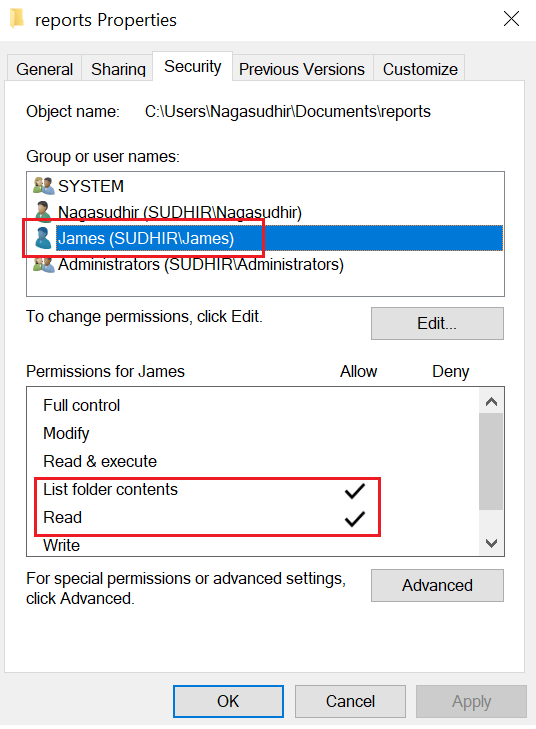 reports Properties
General Sharing Security Previous Versions Customize
Object name: C:\Users\Nagasudhir\Documents\reports
Group or user names:
SYSTEM
Nagasudhir (SUDHIR\Nagasudhir)
James (SUDHIR\James)
Administrators (SUDHIR\Administrators)
To change permissions, click Edit.
Edit...
Permissions for James Allow Deny
Full control
Modify
Read & execute
List folder contents
Read
Write
For special permissions or advanced settings,
click Advanced.
Advanced
OK Cancel Apply